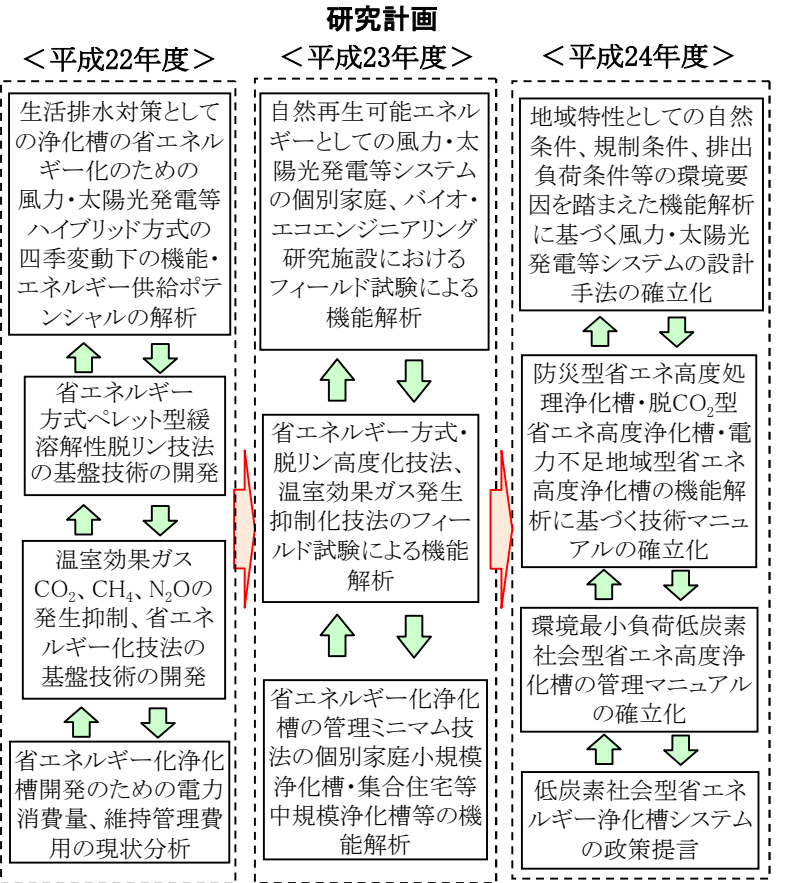 研究計画
＜平成22年度＞
生活排水対策として
の浄化槽の省エネル
ギー化のための
風力・太陽光発電等
ハイブリッド方式の
四季変動下の機能・
エネルギー供給ポテ
ンシャルの解析
省エネルギー
方式ペレット型緩
溶解性脱リン技法
の基盤技術の開発
温室効果ガス
CO₂、CH₄、N₂Oの
発生抑制、省エネ
ルギー化技法の
基盤技術の開発
省エネルギー化浄化
槽開発のための電力
消費量、維持管理費
用の現状分析
＜平成23年度＞
自然再生可能エネル
ギーとしての風力・太
陽光発電等システム
の個別家庭、バイオ・
エコエンジニアリング
研究施設における
フィールド試験による
機能解析
省エネルギー方式・
脱リン高度化技法、
温室効果ガス発生
抑制化技法のフィー
ルド試験による機能
解析
省エネルギー化浄化
槽の管理ミニマム技
法の個別家庭小規模
浄化槽・集合住宅等
中規模浄化槽等の機
能解析
＜平成24年度＞
地域特性としての自然
条件、規制条件、排出
負荷条件等の環境要
因を踏まえた機能解析
に基づく風力・太陽光
発電等システムの設計
手法の確立化
防災型省エネ高度処
理浄化槽・脱CO₂型
省エネ高度浄化槽・電
力不足地域型省エネ
高度浄化槽の機能解
析に基づく技術マニュ
アルの確立化
環境最小負荷低炭素
社会型省エネ高度浄
化槽の管理マニュアル
の確立化
低炭素社会型省エネ
ルギー浄化槽システム
の政策提言